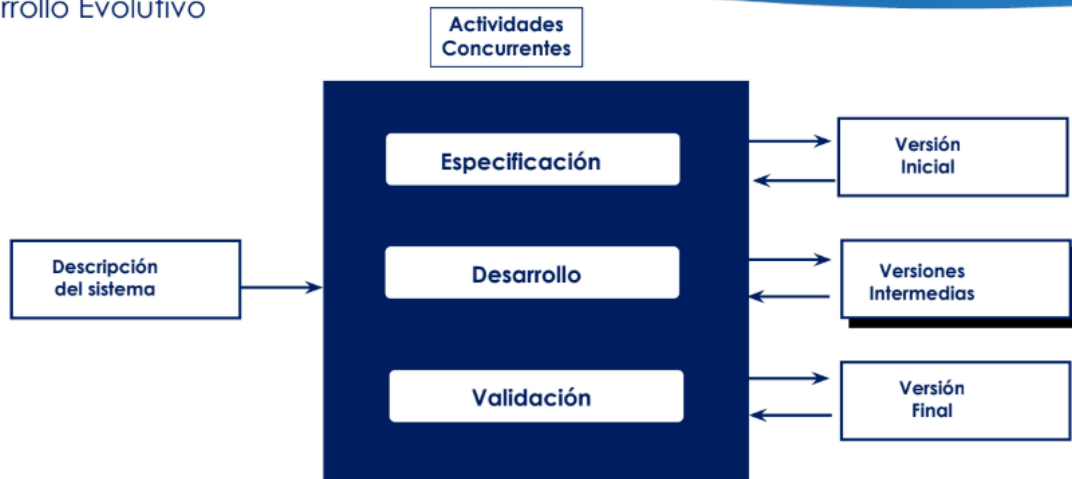 rrollo Evolutivo
Actividades
Concurrentes
Especificación
Versión
Inicial
Descripción
del sistema
Desarrollo
Versiones
Intermedias
Validación
Versión
Final